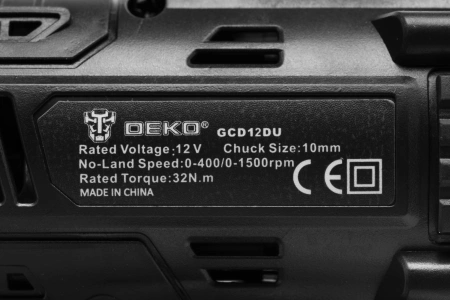 DEKO® GCD12DU
Rated Voltage;12V Chuck Size:10mm
No-Land Speed:0-400/0-1500rpm
Rated Torque:32N.m
MADE IN CHINA
CE